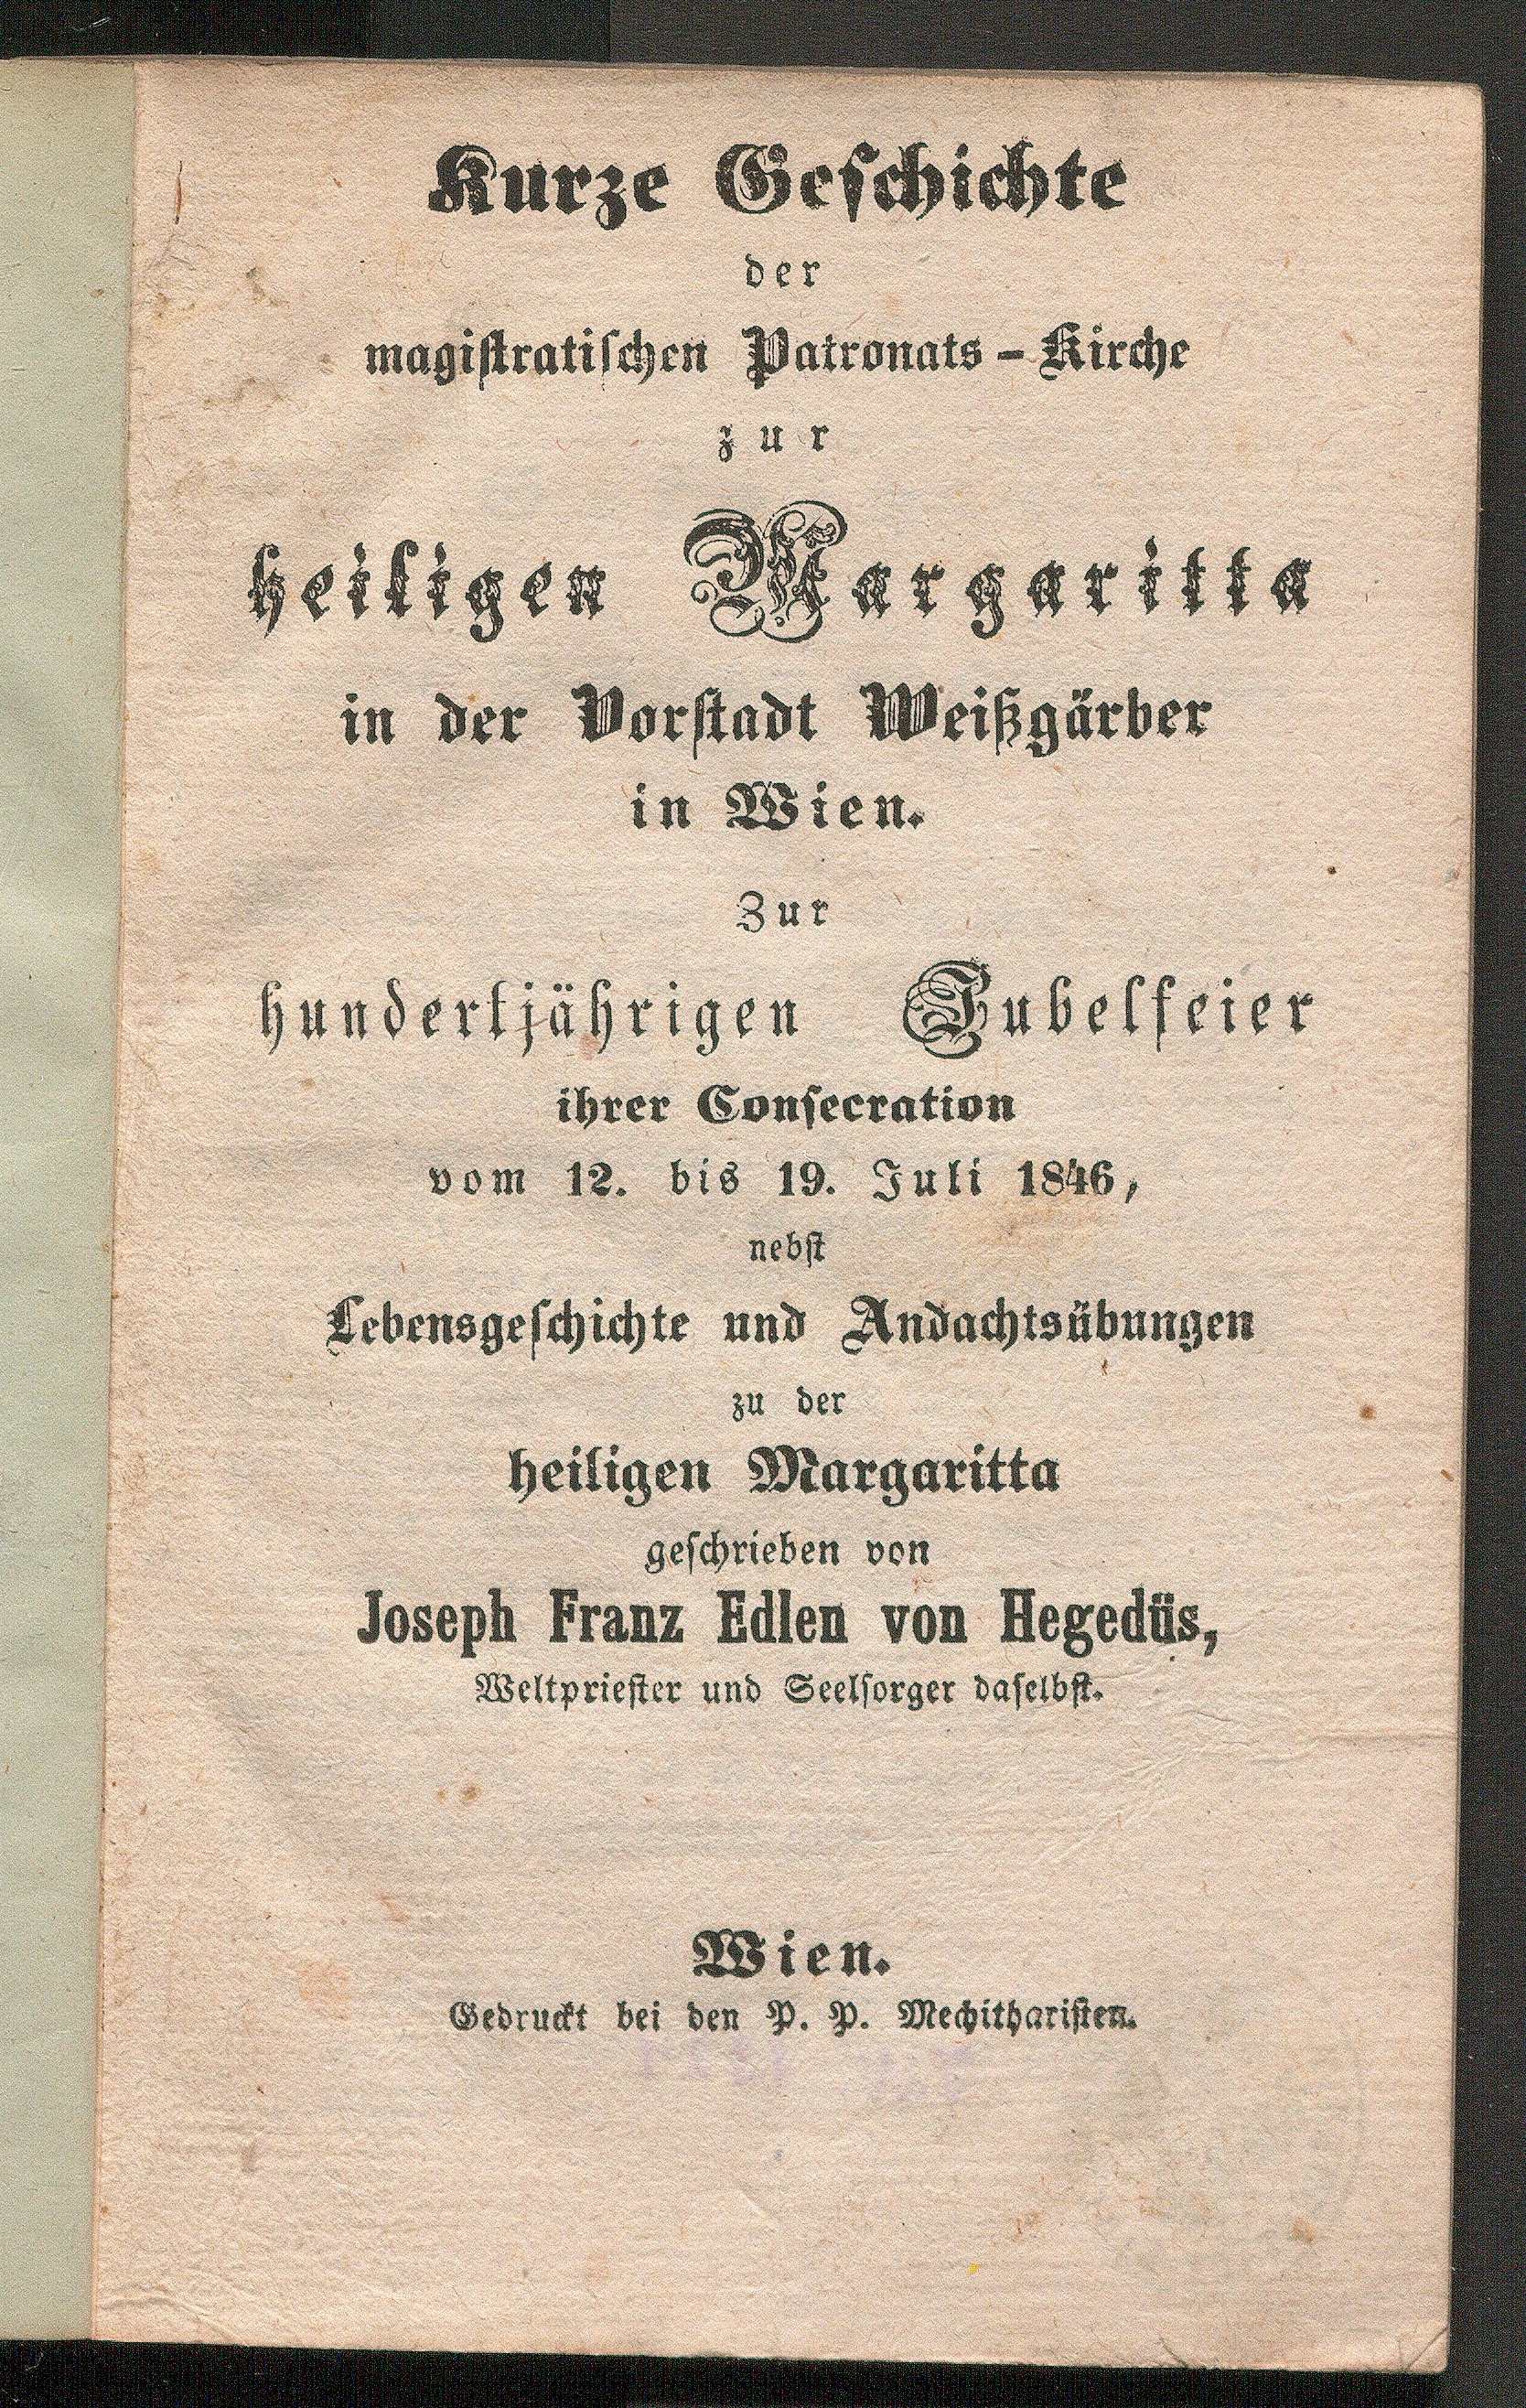 Kurze Geschichte
der
magistratischen Patronats-Kirche
zur
heiligen Margaritta
in der Vorstadt Weißgärber
in Wien.
Zur
hundertjährigen Jubelfeier
ihrer Consecration
vom 12. bis 19. Juli 1846,
nebst
Lebensgeschichte und Andachtsübungen
zu der
heiligen Margaritta
geschrieben von
Joseph Franz Edlen von Hegedüs,
Weltpriester und Seelsorger daselbst.
Wien.
Gedruckt bei den P. P. Mechitharisten.